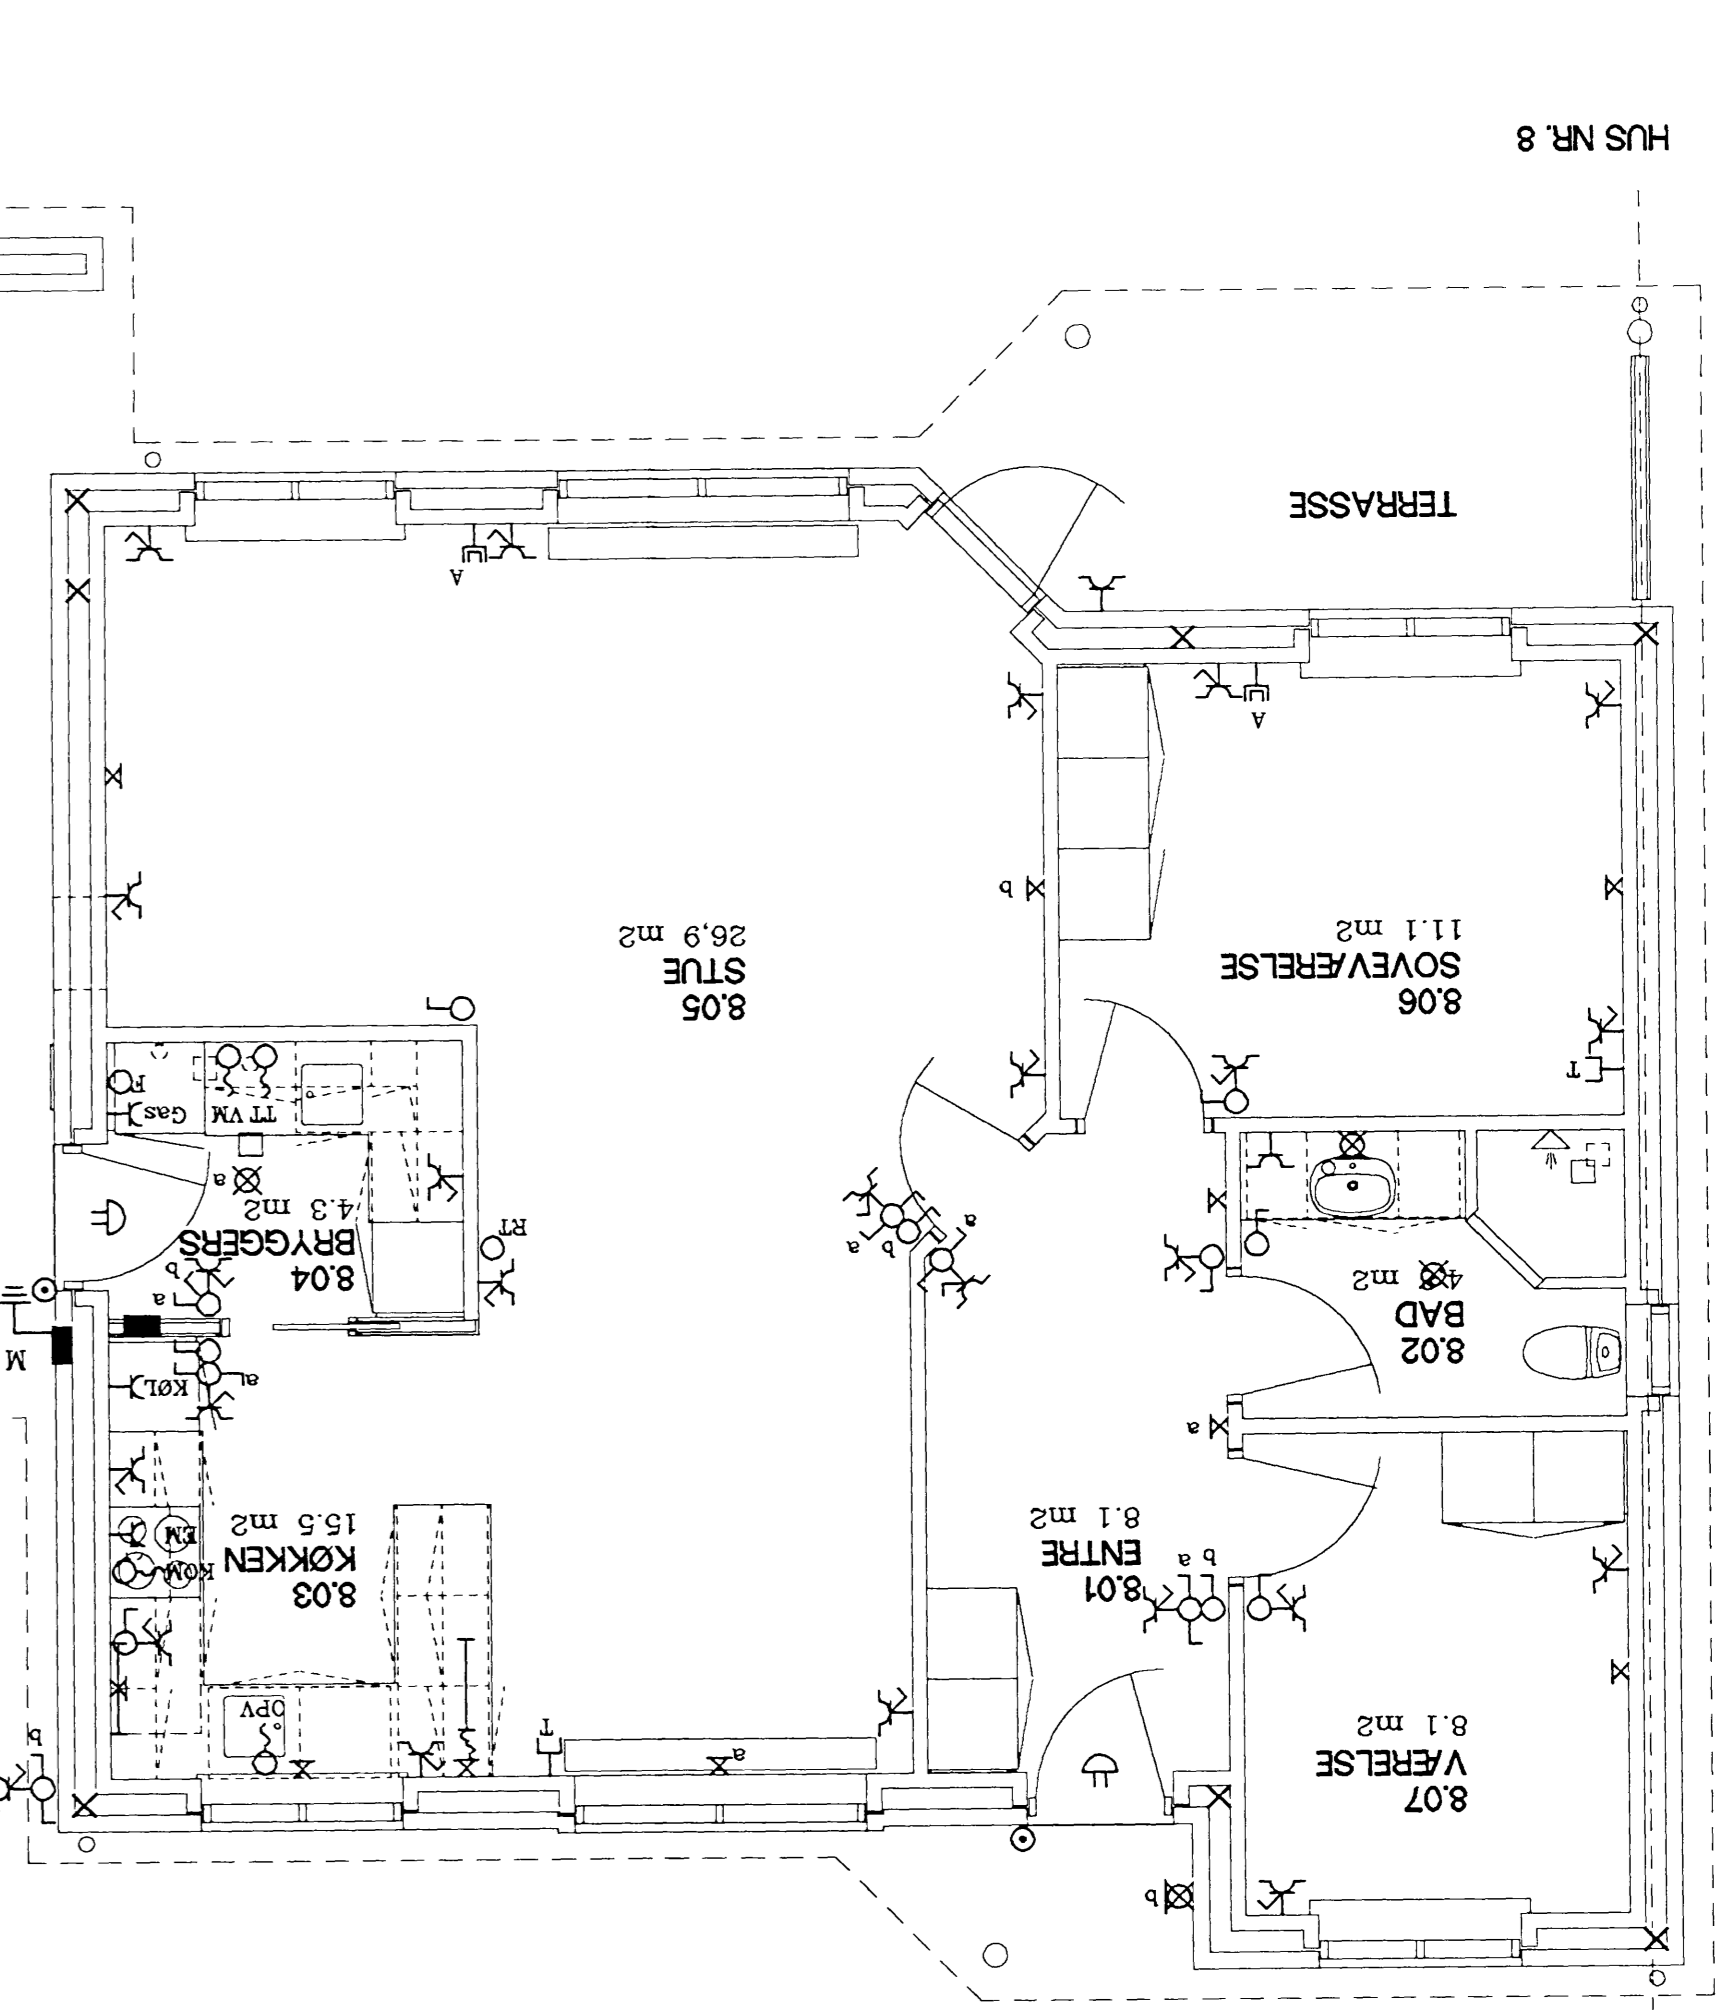 b
8.07
VÆRELSE
8.1 m2
a
T
OPV
b
8.01
ENTRE
8.1 m2
b a
8.03
KØKKEN
15.5 m2
KOM
EM
a
KØL
a
M
8.02
BAD
m2
a
b
a
RT
8.04
BRYGGERS
4.3 m2
a
b
a
TT
VM
Gas
F
T
8.06
SOVEVÆRELSE
11.1 m2
8.05
STUE
26,9 m2
b
A
A
TERRASSE
HUS NR. 8